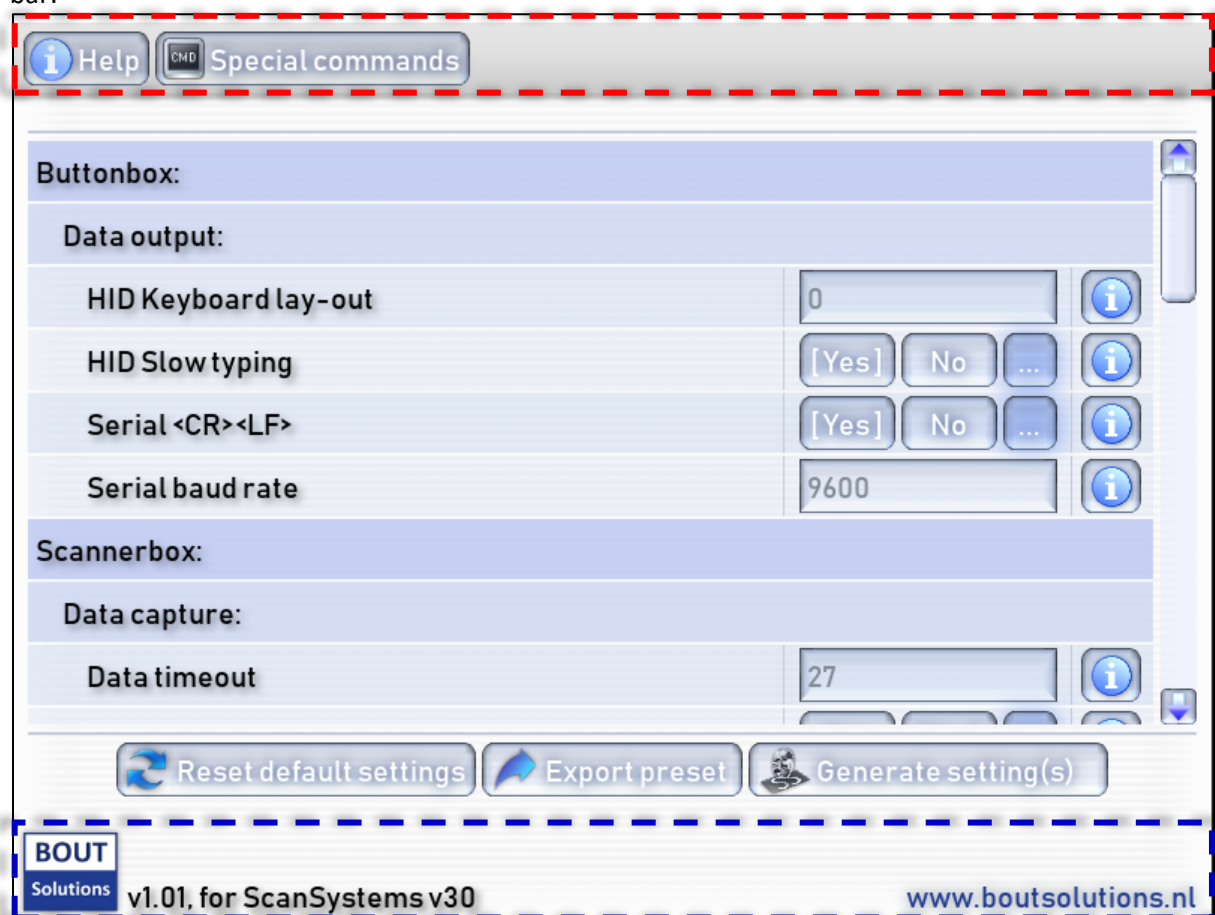 Help CMD Special commands
Buttonbox:
Data output:
HID Keyboard lay-out 0
HID Slow typing [Yes] No ...
Serial <CR><LF> [Yes] No ...
Serial baud rate 9600
Scannerbox:
Data capture:
Data timeout 27
Reset default settings Export preset Generate setting(s)
BOUT
Solutions v1.01, for ScanSystems v30 www.boutsolutions.nl